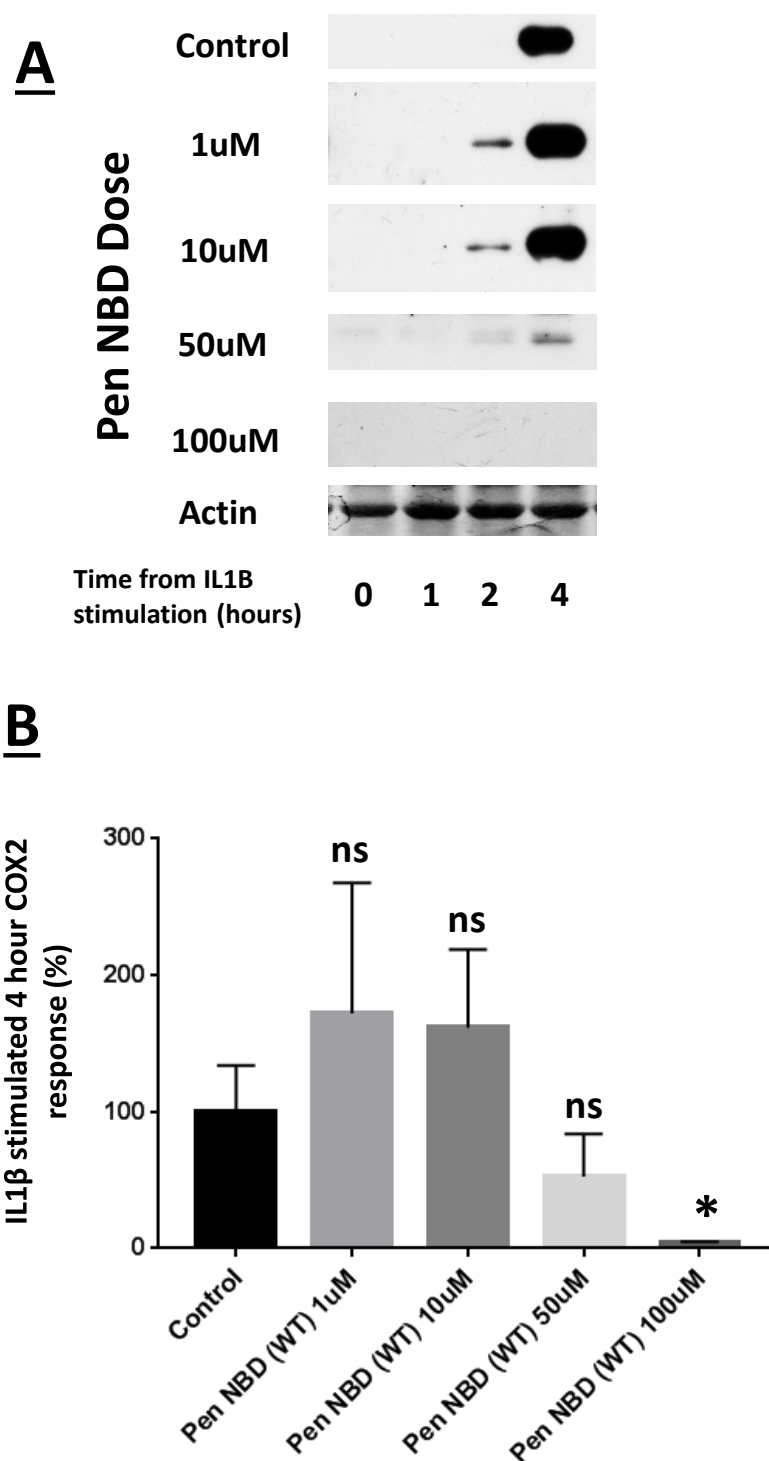 A
Control
1uM
10uM
50uM
100uM
Actin
Pen NBD Dose
Time from IL1B
stimulation (hours)
0 1 2 4
B
IL1β stimulated 4 hour COX2
response (%)
300
200
100
0
ns
ns
ns
*
Control
Pen NBD (WT) 1uM
Pen NBD (WT) 10uM
Pen NBD (WT) 50uM
Pen NBD (WT) 100uM